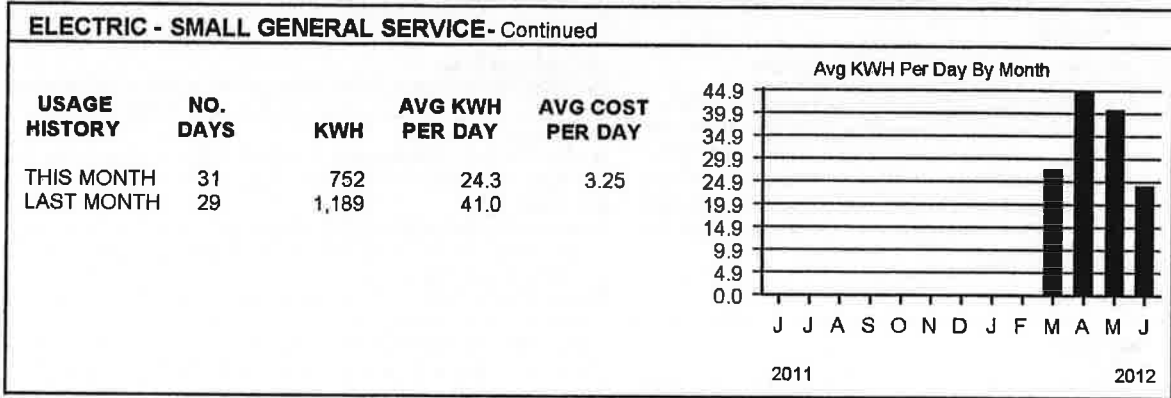 ELECTRIC - SMALL GENERAL SERVICE- Continued
USAGE HISTORY NO. DAYS KWH AVG KWH PER DAY AVG COST PER DAY
THIS MONTH 31 752 24.3 3.25
LAST MONTH 29 1,189 41.0
Avg KWH Per Day By Month
44.9
39.9
34.9
29.9
24.9
19.9
14.9
9.9
4.9
0.0
J J A S O N D J F M A M J
2011 2012